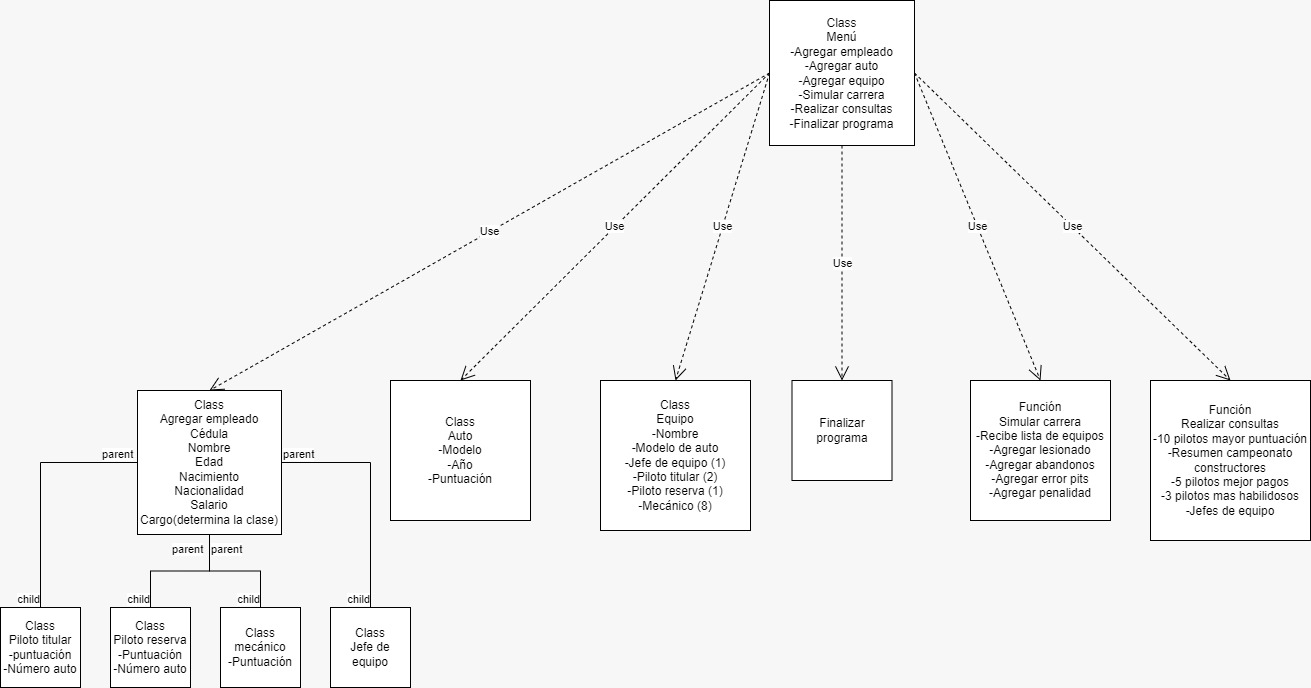 Class
Menú
-Agregar empleado
-Agregar auto
-Agregar equipo
-Simular carrera
-Realizar consultas
-Finalizar programa
Use
Use
Use
Use
Use
Use
Class
Agregar empleado
Cédula
Nombre
Edad
Nacimiento
Nacionalidad
Salario
Cargo(determina la clase)
Class
Auto
-Modelo
-Año
-Puntuación
Class
Equipo
-Nombre
-Modelo de auto
-Jefe de equipo (1)
-Piloto titular (2)
-Piloto reserva (1)
-Mecánico (8)
Finalizar
programa
Función
Simular carrera
-Recibe lista de equipos
-Agregar lesionado
-Agregar abandonos
-Agregar error pits
-Agregar penalidad
Función
Realizar consultas
-10 pilotos mayor puntuación
-Resumen campeonato
constructores
-5 pilotos mejor pagos
-3 pilotos mas habilidosos
-Jefes de equipo
parent
parent
parent
parent
child
child
child
child
Class
Piloto titular
-puntuación
-Número auto
Class
Piloto reserva
-Puntuación
-Número auto
Class
mecánico
-Puntuación
Class
Jefe de
equipo